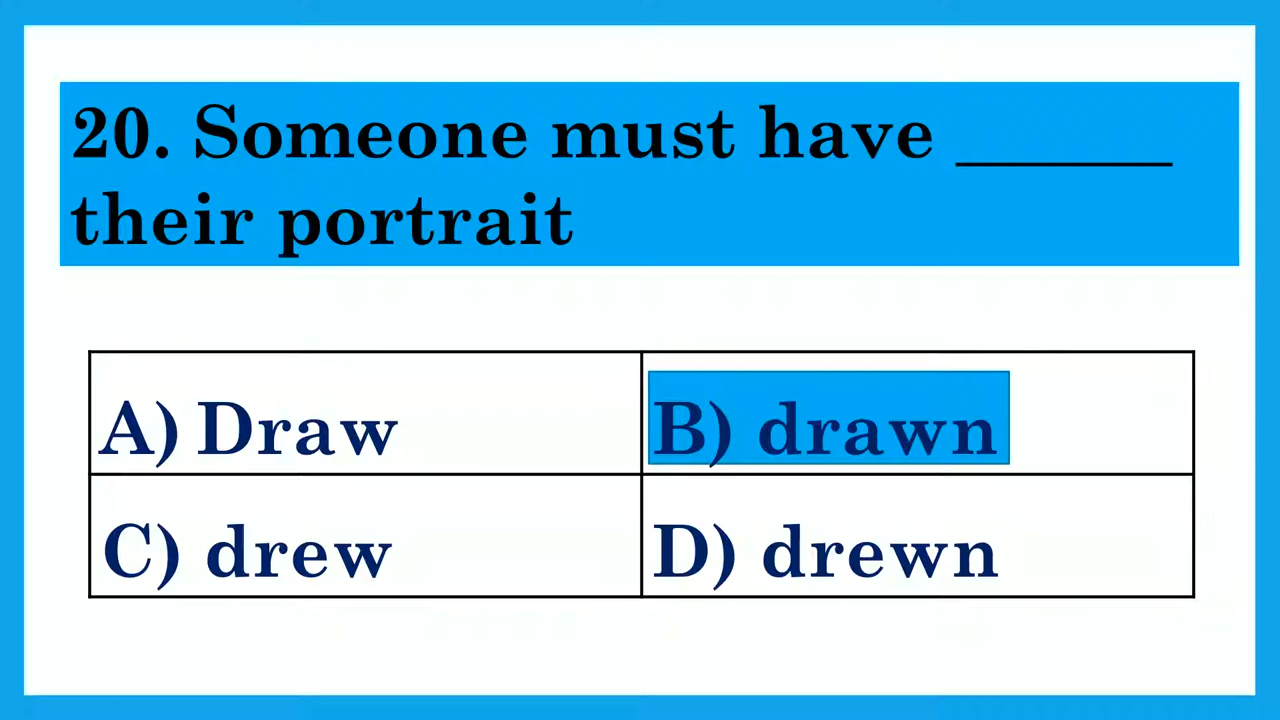 20. Someone must have ______
their portrait
A) Draw
B) drawn
C) drew
D) drewn